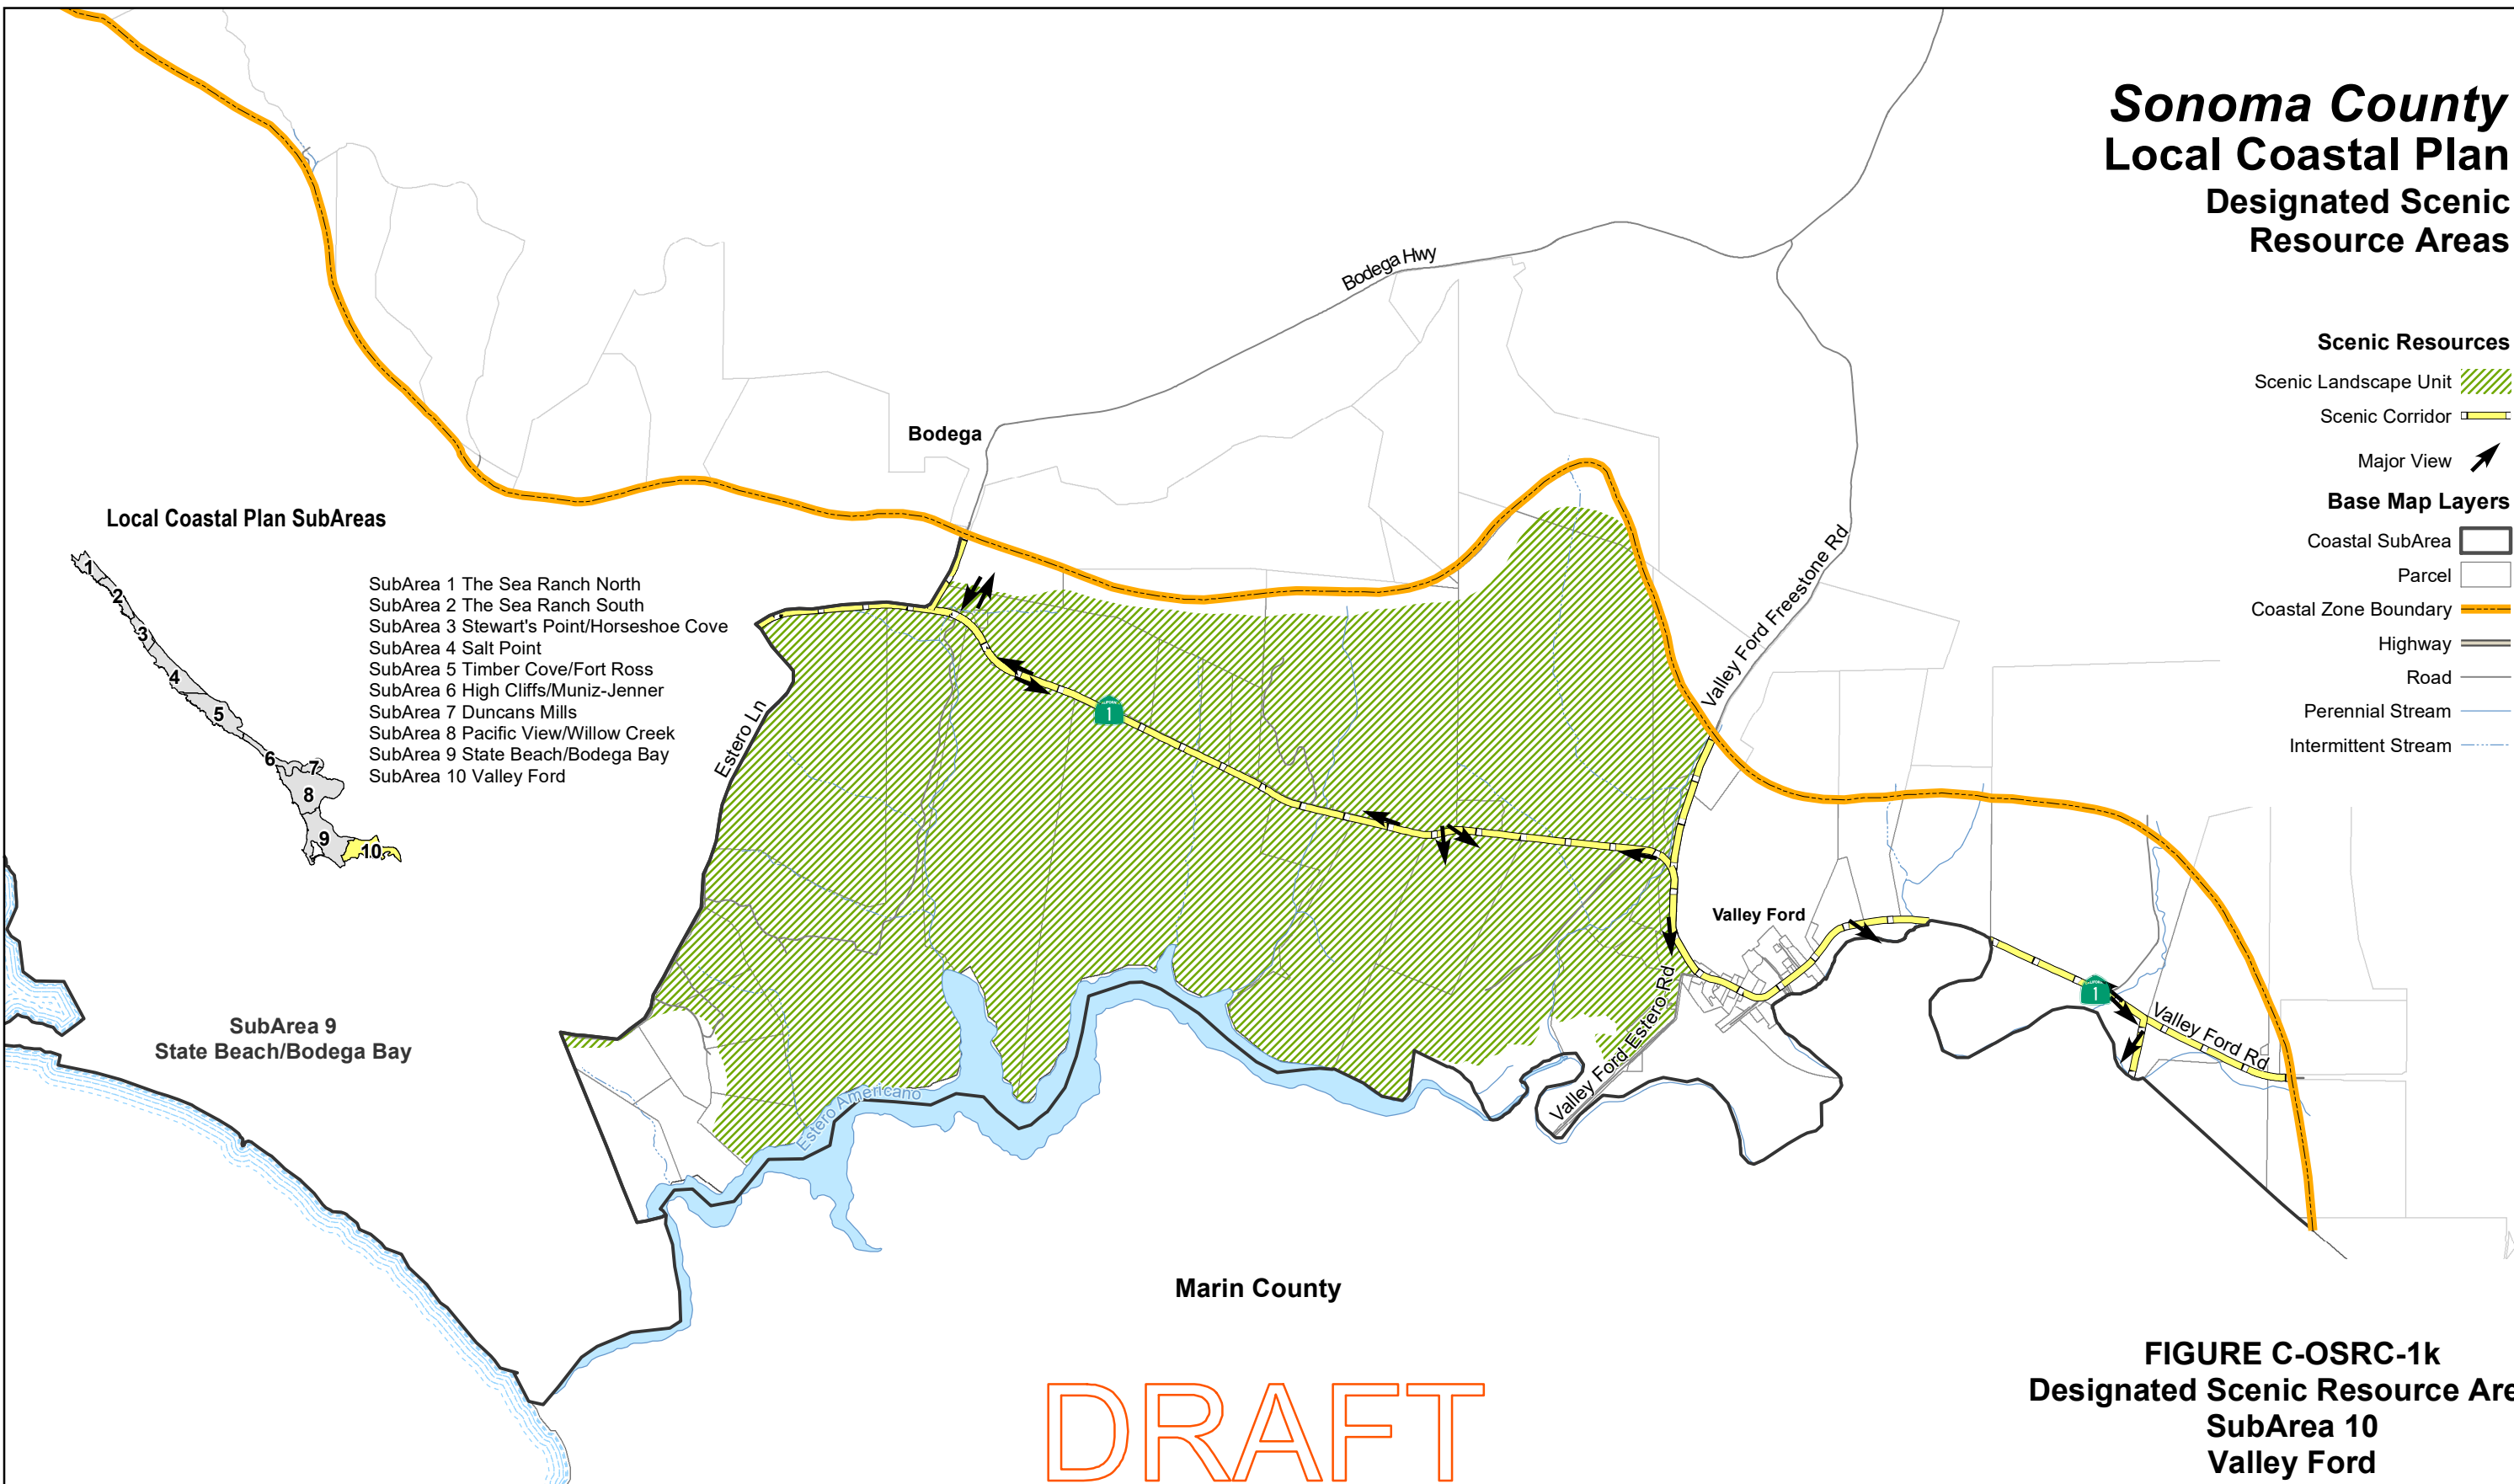 Sonoma County
Local Coastal Plan
Designated Scenic
Resource Areas
Scenic Resources
Scenic Landscape Unit
Scenic Corridor
Major View
Base Map Layers
Coastal SubArea
Parcel
Coastal Zone Boundary
Highway
Road
Perennial Stream
Intermittent Stream
Bodega Hwy
Bodega
Local Coastal Plan SubAreas
1
2
3
4
5
6
7
8
9
10
SubArea 1 The Sea Ranch North
SubArea 2 The Sea Ranch South
SubArea 3 Stewart's Point/Horseshoe Cove
SubArea 4 Salt Point
SubArea 5 Timber Cove/Fort Ross
SubArea 6 High Cliffs/Muniz-Jenner
SubArea 7 Duncans Mills
SubArea 8 Pacific View/Willow Creek
SubArea 9 State Beach/Bodega Bay
SubArea 10 Valley Ford
Valley Ford Freestone Rd
Estero Ln
1
Valley Ford
Valley Ford Estero Rd
1
Valley Ford Rd
SubArea 9
State Beach/Bodega Bay
Estero Americano
Marin County
DRAFT
FIGURE C-OSRC-1k
Designated Scenic Resource Are
SubArea 10
Valley Ford